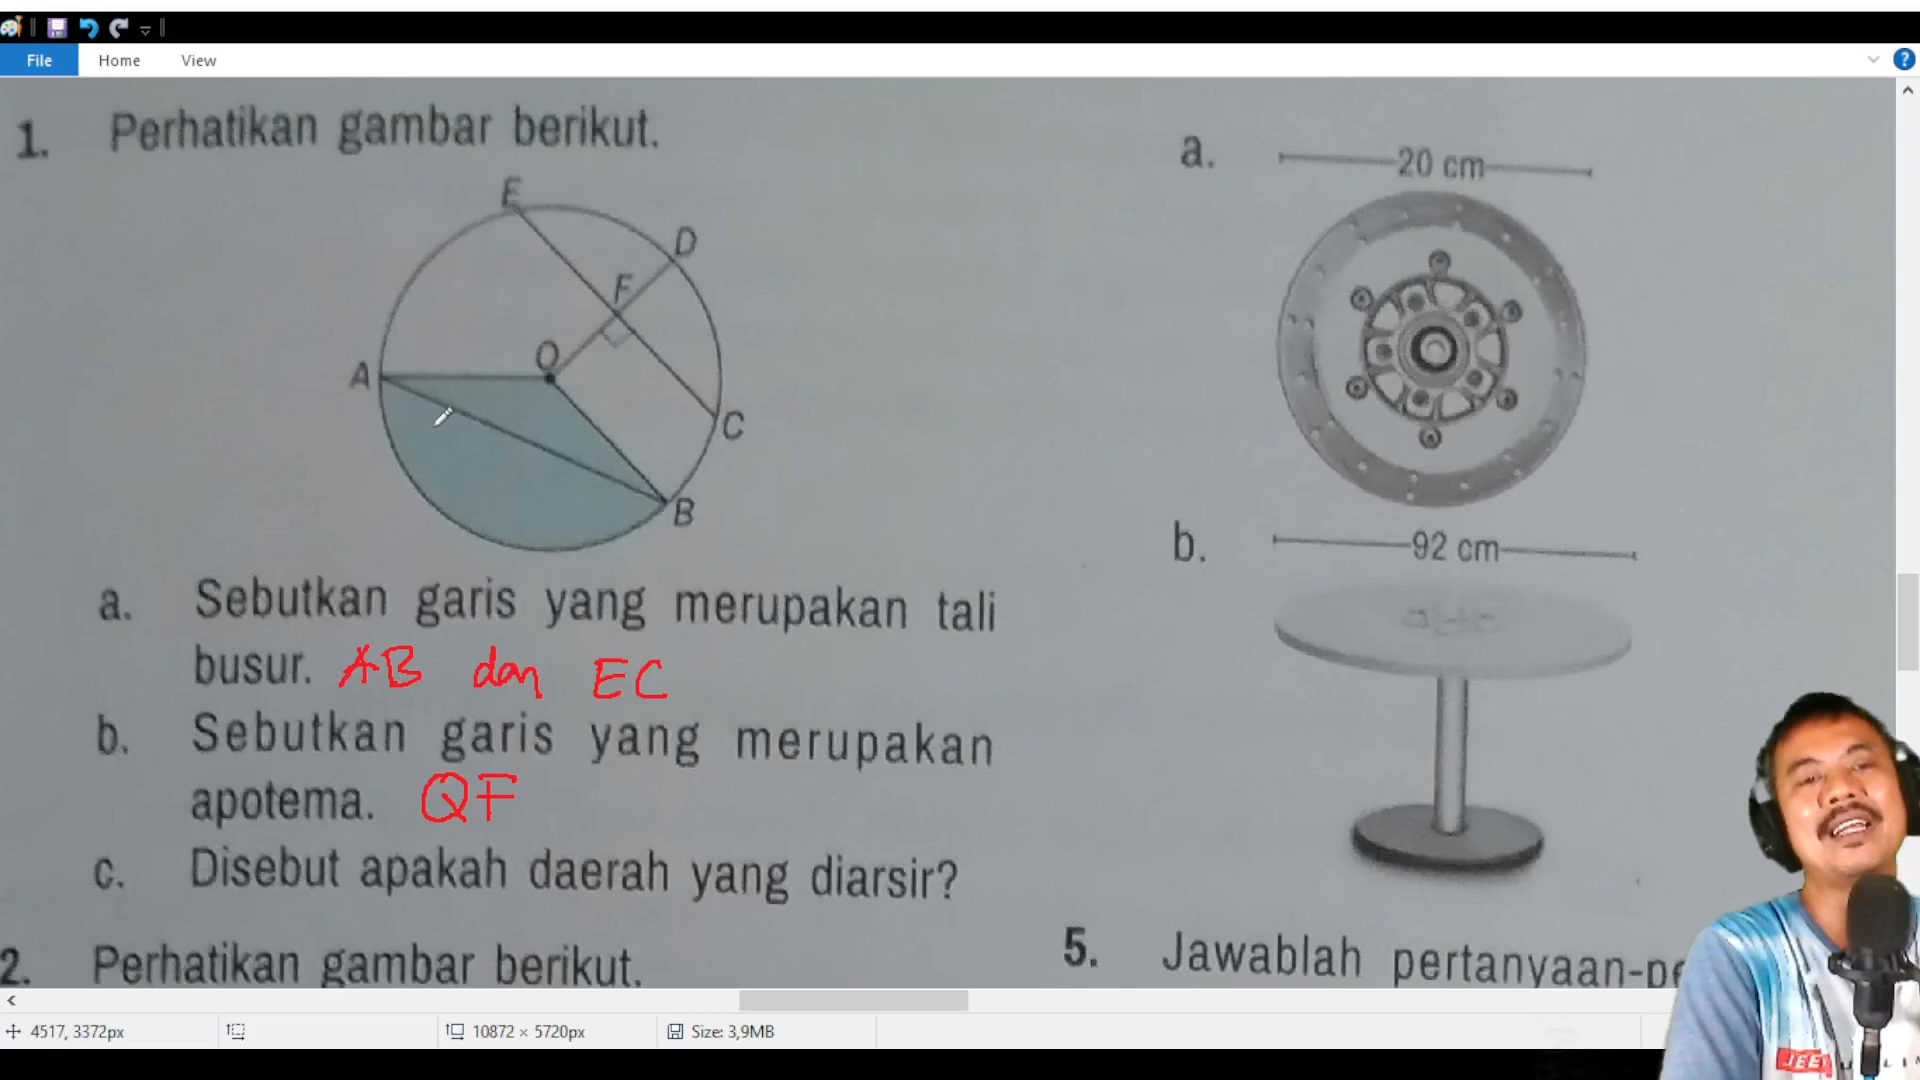 File Home View
1. Perhatikan gambar berikut.
E
D
F
O
A
C
B
a. Sebutkan garis yang merupakan tali
busur. AB dan EC
b. Sebutkan garis yang merupakan
apotema. QF
c. Disebut apakah daerah yang diarsir?
2. Perhatikan gambar berikut.
a. 20 cm
b. 92 cm
5. Jawablah pertanyaan-pe
4517, 3372px 10872 × 5720px Size: 3,9MB
JEE